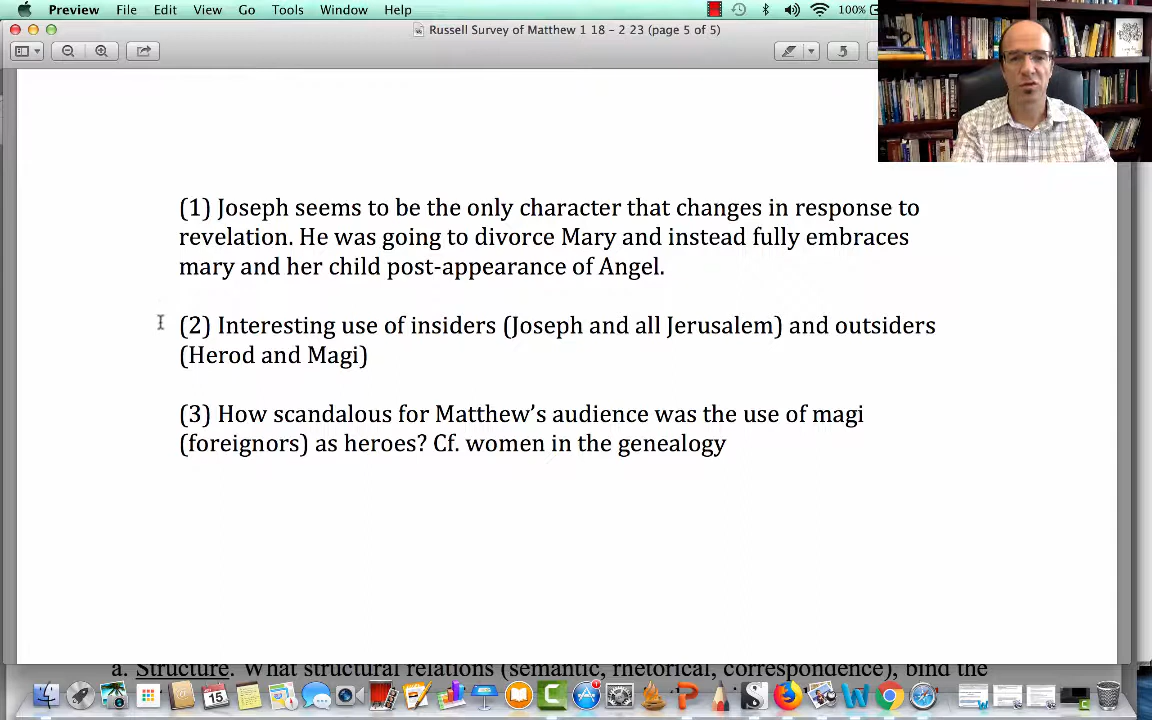 Preview File Edit View Go Tools Window Help 100%
Russell Survey of Matthew 1 18 – 2 23 (page 5 of 5)
(1) Joseph seems to be the only character that changes in response to
revelation. He was going to divorce Mary and instead fully embraces
mary and her child post-appearance of Angel.
(2) Interesting use of insiders (Joseph and all Jerusalem) and outsiders
(Herod and Magi)
(3) How scandalous for Matthew’s audience was the use of magi
(foreignors) as heroes? Cf. women in the genealogy
a. Structure. What structural relations (semantic, rhetorical, correspondence), bind the
15